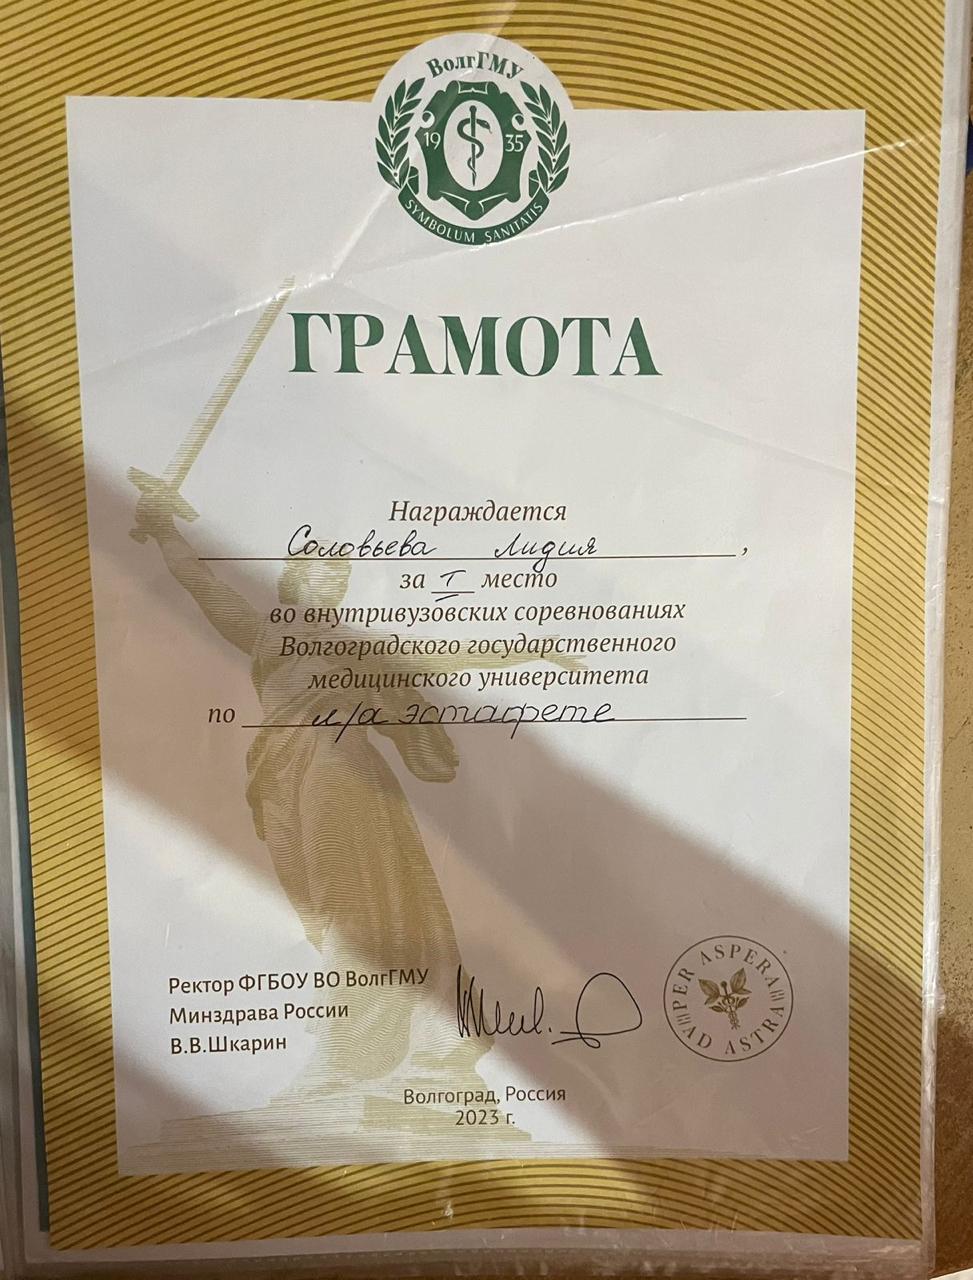 ВолгГМУ
19 35
SYMBOLUM SANITATIS
ГРАМОТА
Награждается
Соловьева Лидия,
за I место
во внутривузовских соревнованиях
Волгоградского государственного
медицинского университета
по л/а эстафете
Ректор ФГБОУ ВО ВолгГМУ
Минздрава России
В.В.Шкарин
PER ASPERA
AD ASTRA
Волгоград, Россия
2023 г.